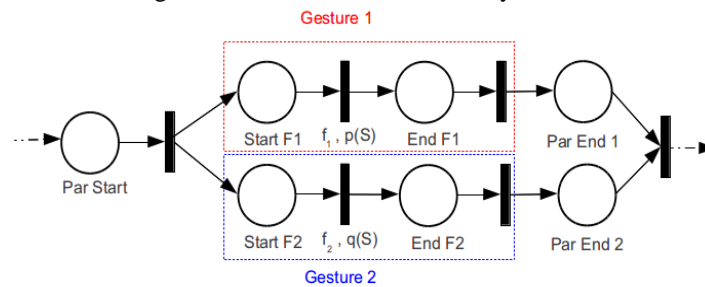 Gesture 1
Start F1 f₁ , p(S) End F1 Par End 1
Par Start
Start F2 f₂ , q(S) End F2 Par End 2
Gesture 2